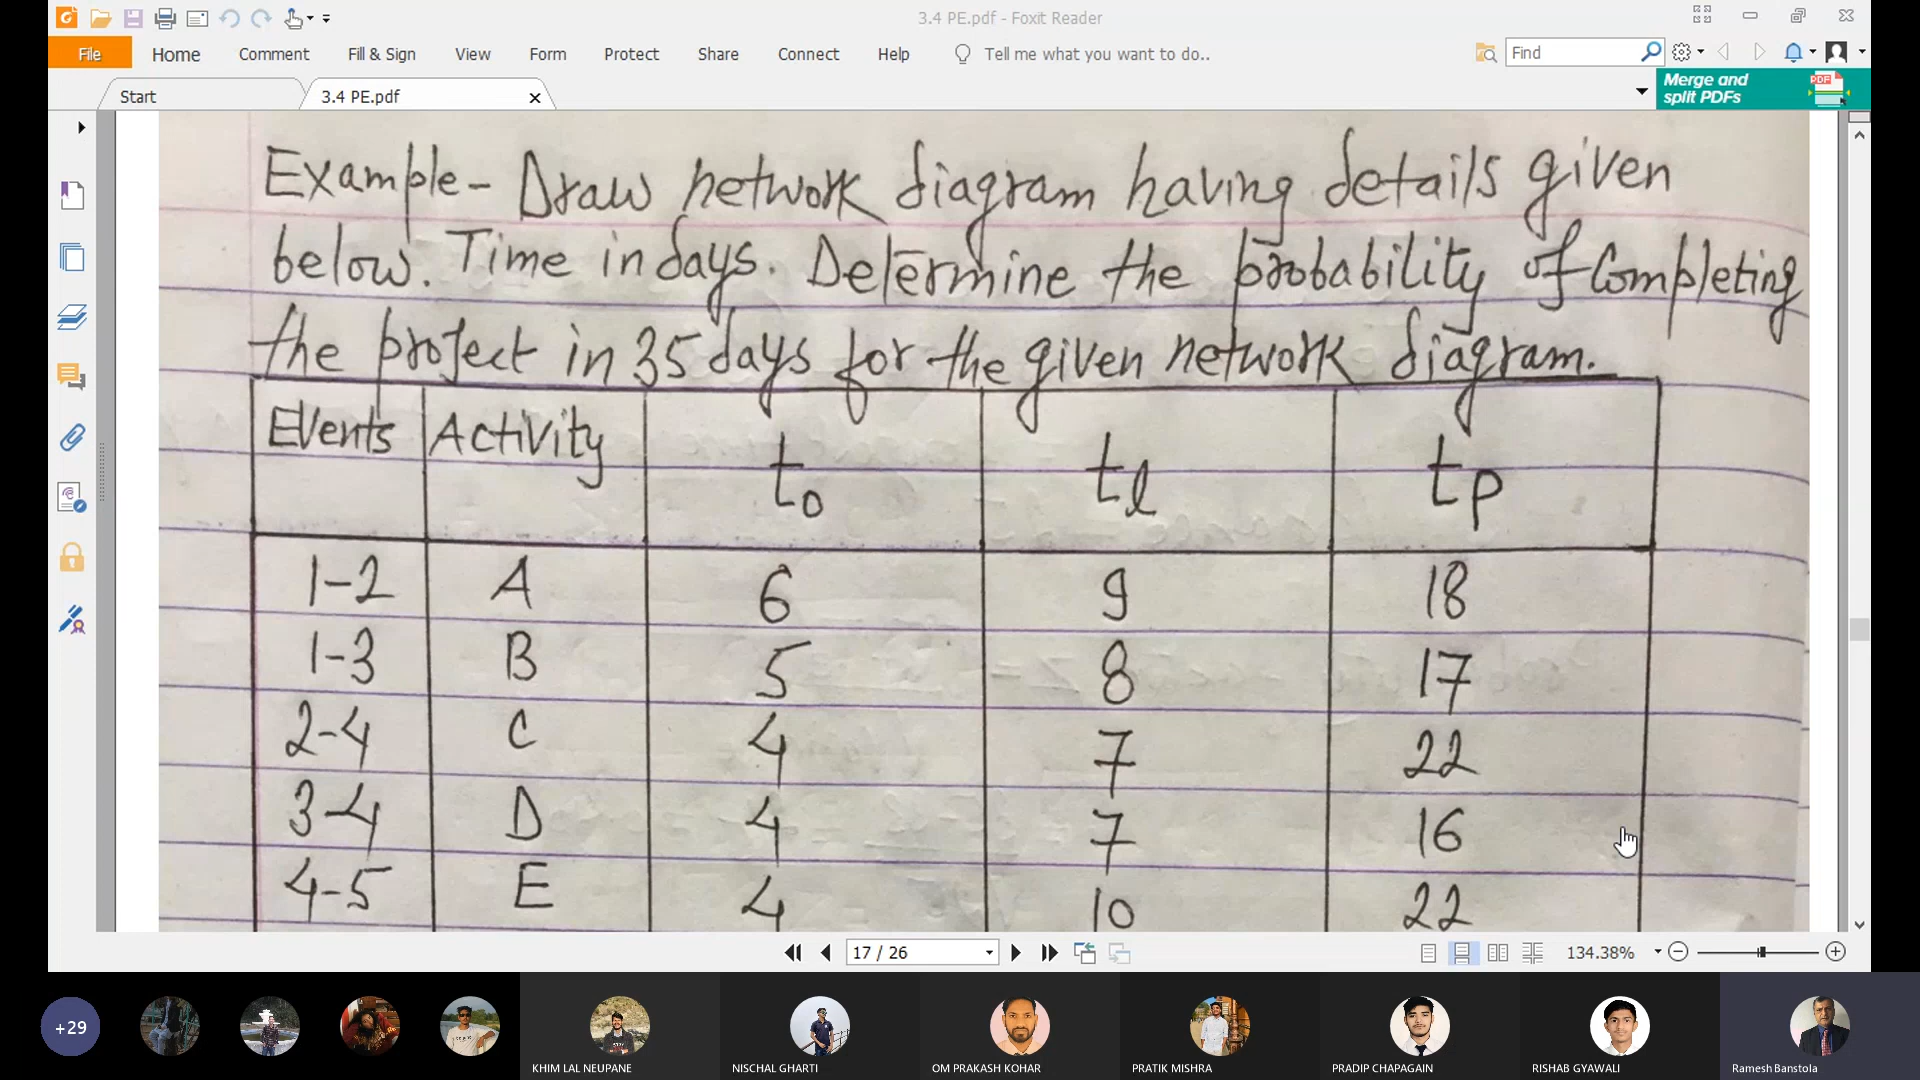 3.4 PE.pdf - Foxit Reader
File Home Comment Fill & Sign View Form Protect Share Connect Help Tell me what you want to do.. Find
Start 3.4 PE.pdf
Merge and
split PDFs
PDF
Example - Draw network diagram having details given
below. Time in days. Determine the probability of Completing
the project in 35 days for the given network diagram.
Events Activity to tl tp
1-2 A 6 9 18
1-3 B 5 8 17
2-4 C 4 7 22
3-4 D 4 7 16
4-5 E 4 10 22
17 / 26 134.38%
+29
KHIM LAL NEUPANE NISCHAL GHARTI OM PRAKASH KOHAR PRATIK MISHRA PRADIP CHAPAGAIN RISHAB GYAWALI Ramesh Banstola